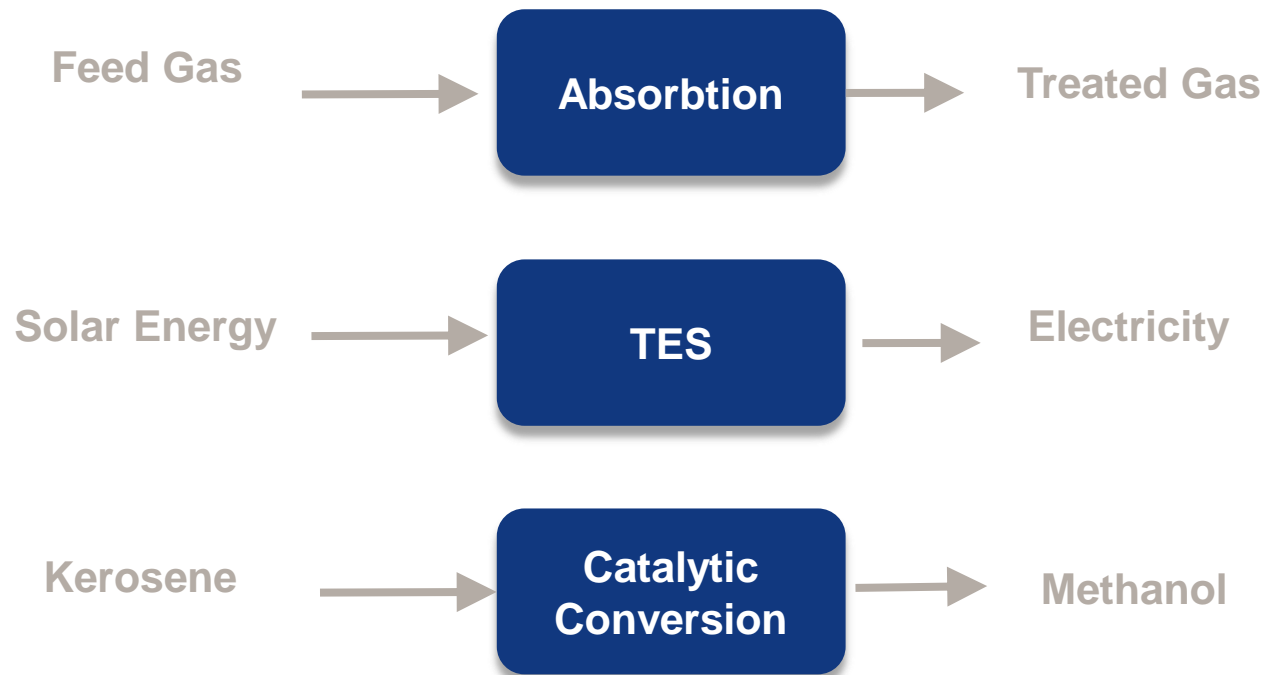 Feed Gas
Absorbtion
Treated Gas
Solar Energy
TES
Electricity
Kerosene
Catalytic
Conversion
Methanol